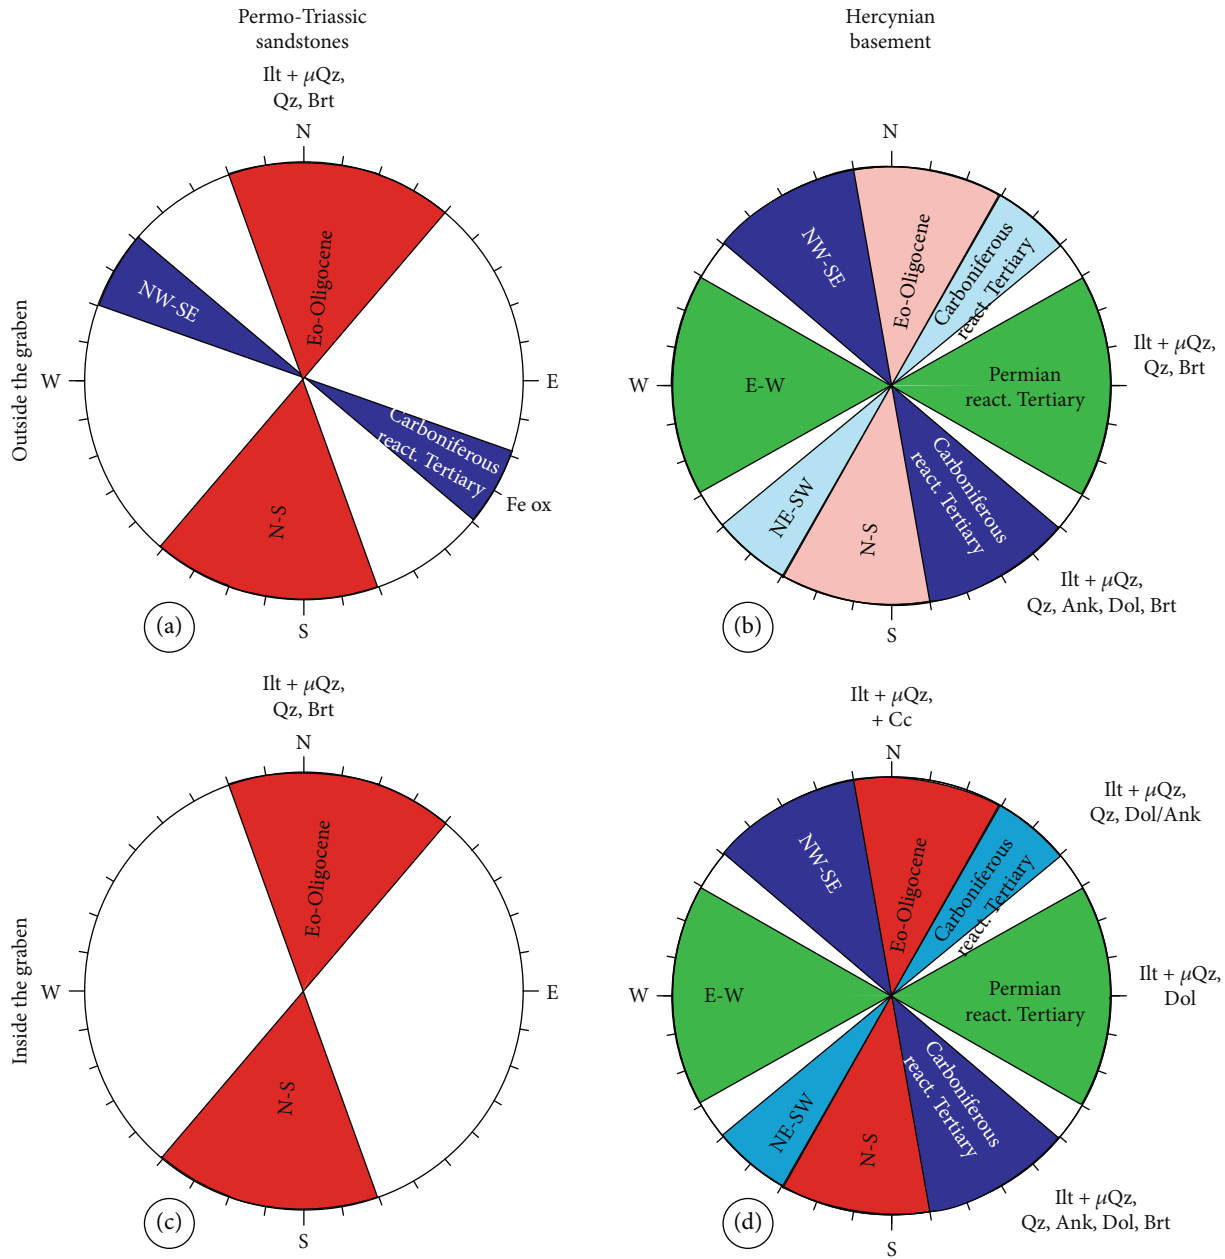 Permo-Triassic
sandstones
Hercynian
basement
Outside the graben
Ilt + μQz,
Qz, Brt
N
Eo-Oligocene
NW-SE
W
E
Carboniferous
react. Tertiary
Fe ox
N-S
S
(a)
N
NW-SE
Eo-Oligocene
Carboniferous
react. Tertiary
Ilt + μQz,
Qz, Brt
W
E-W
Permian
react. Tertiary
NE-SW
N-S
Carboniferous
react. Tertiary
Ilt + μQz,
Qz, Ank, Dol, Brt
S
(b)
Inside the graben
Ilt + μQz,
Qz, Brt
N
Eo-Oligocene
W
E
N-S
S
(c)
Ilt + μQz,
+ Cc
N
Ilt + μQz,
Qz, Dol/Ank
NW-SE
Eo-Oligocene
Carboniferous
react. Tertiary
W
E-W
Permian
react. Tertiary
Ilt + μQz,
Dol
NE-SW
N-S
Carboniferous
react. Tertiary
Ilt + μQz,
Qz, Ank, Dol, Brt
S
(d)